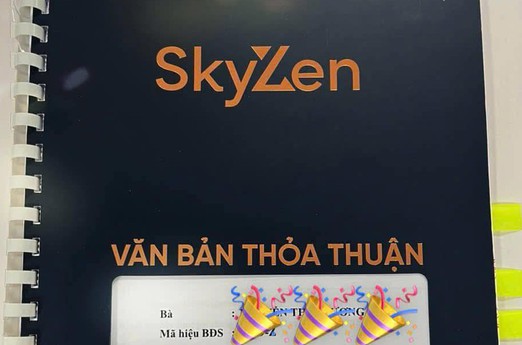 SkyZen
VĂN BẢN THỎA THUẬN
Bà :
Mã hiệu BĐS :